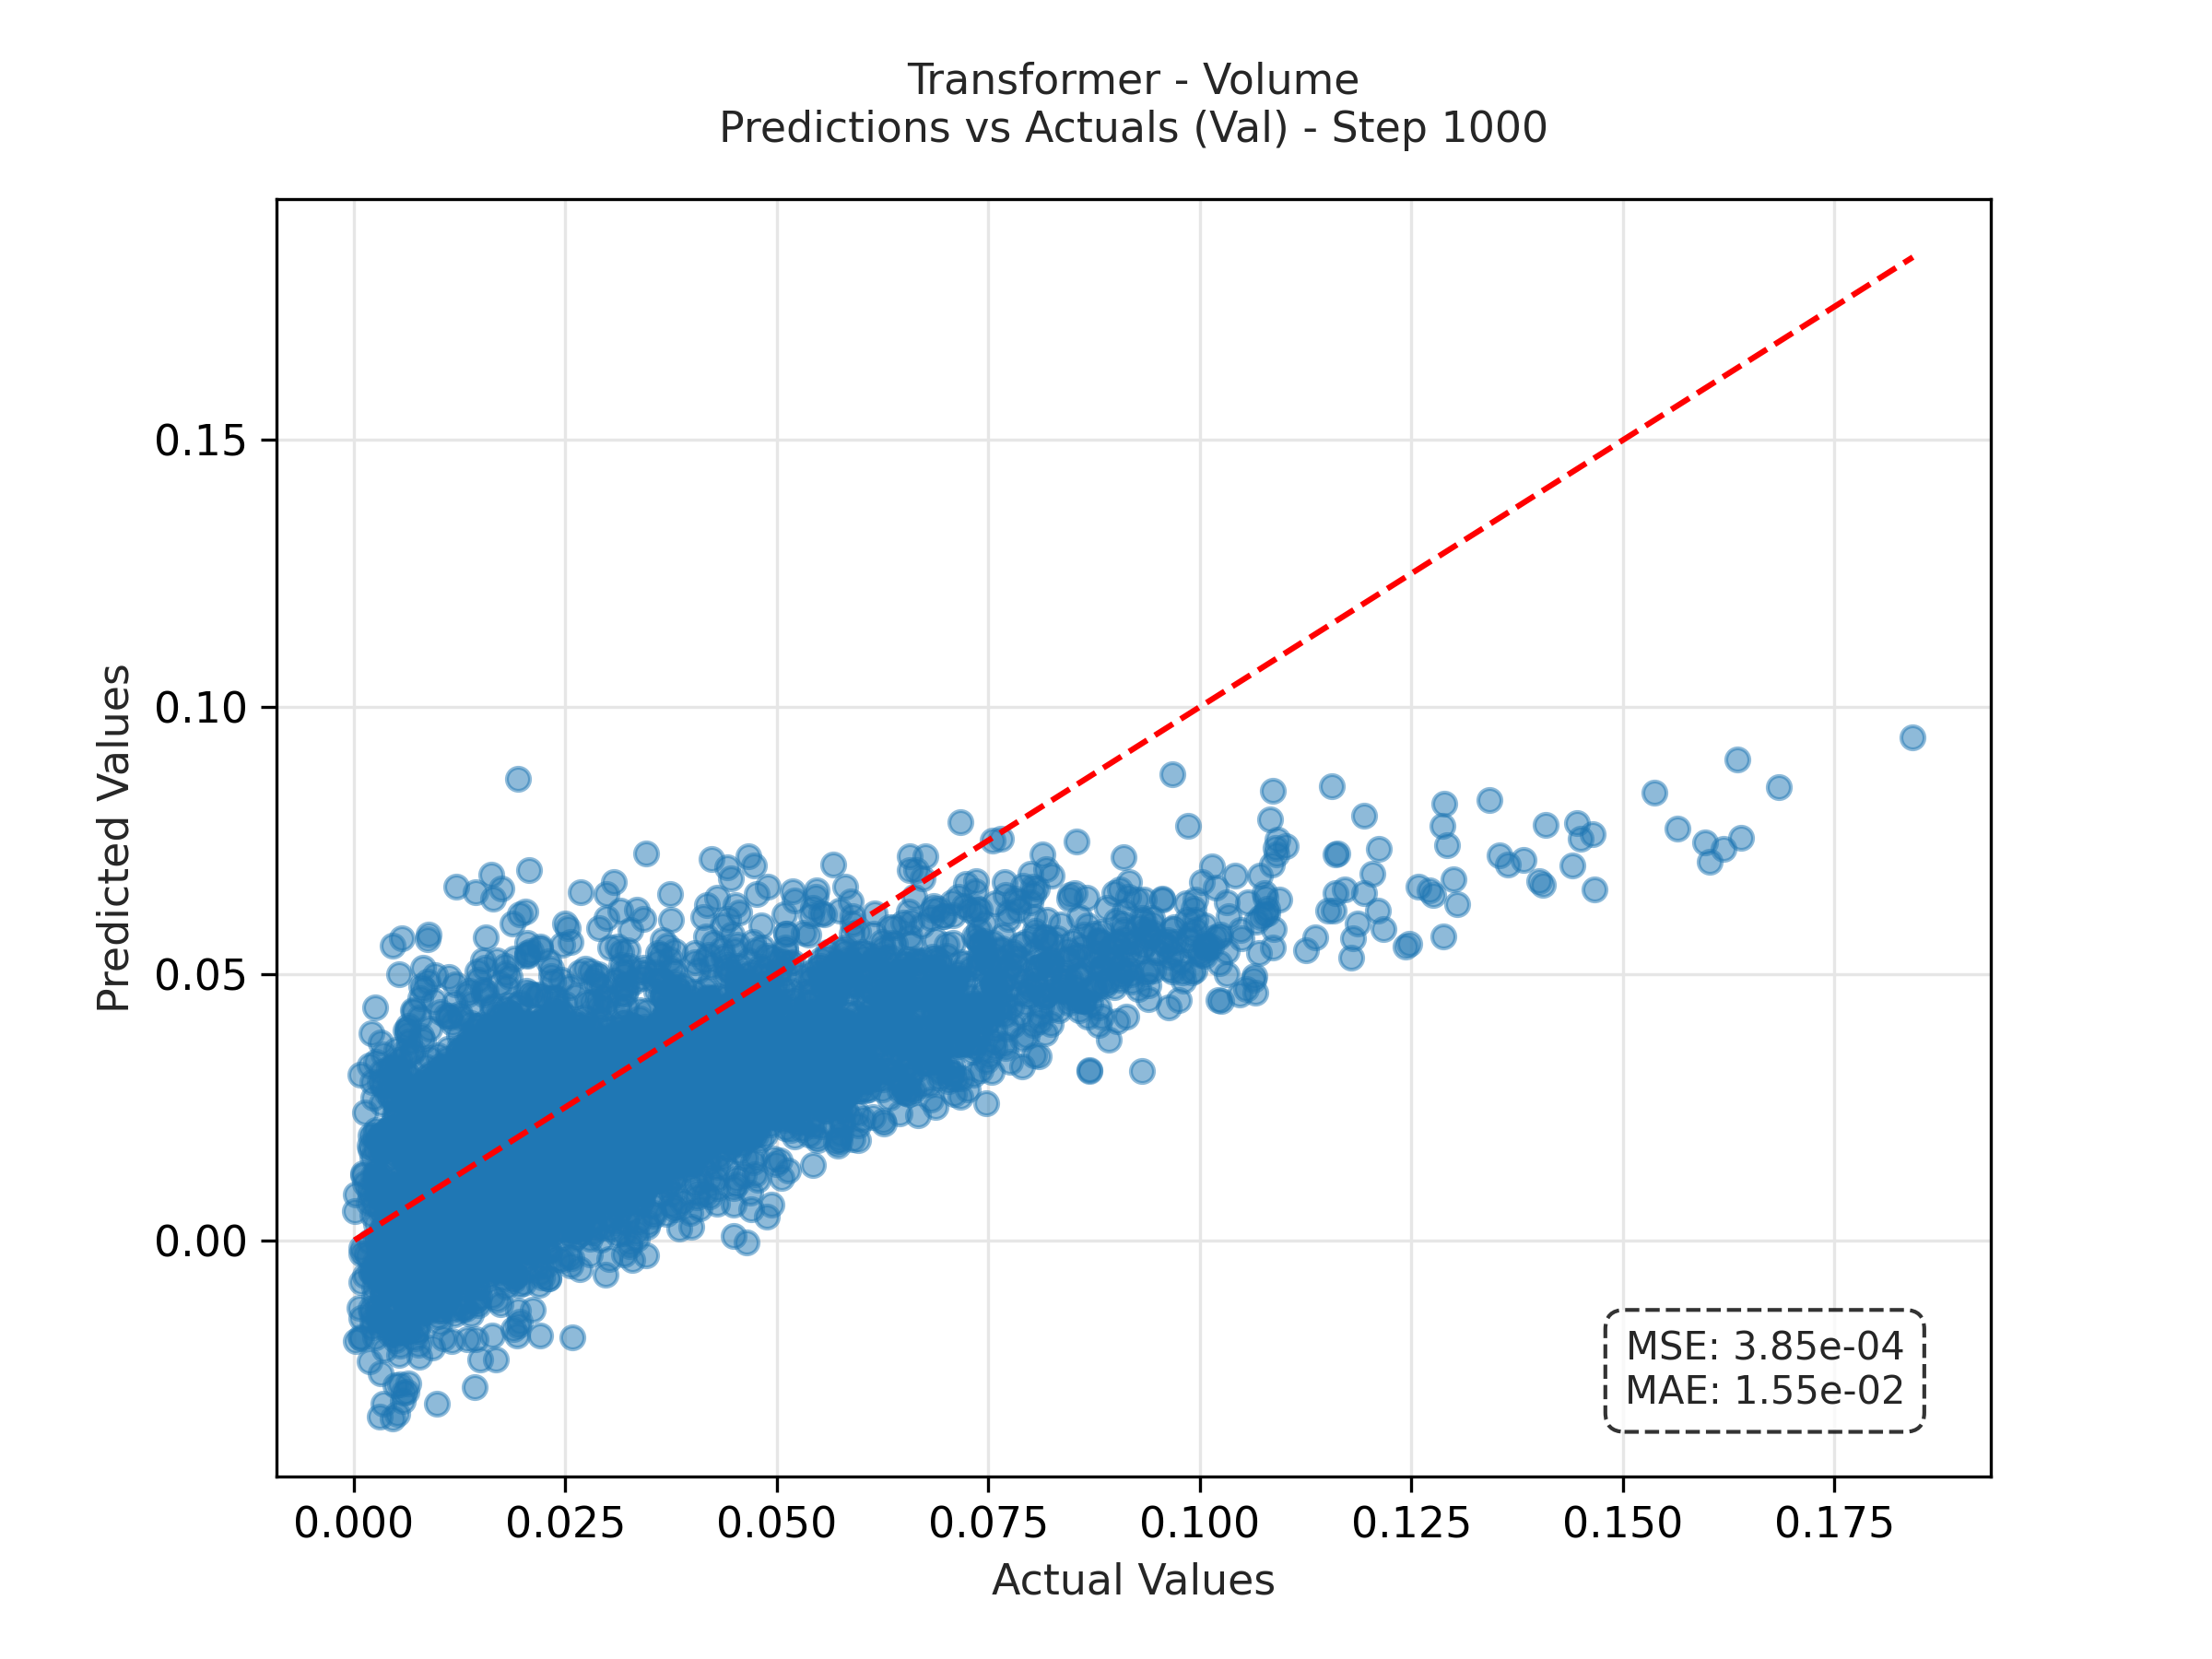 Transformer - Volume
Predictions vs Actuals (Val) - Step 1000
Predicted Values
0.15
0.10
0.05
0.00
MSE: 3.85e-04
MAE: 1.55e-02
0.000 0.025 0.050 0.075 0.100 0.125 0.150 0.175
Actual Values